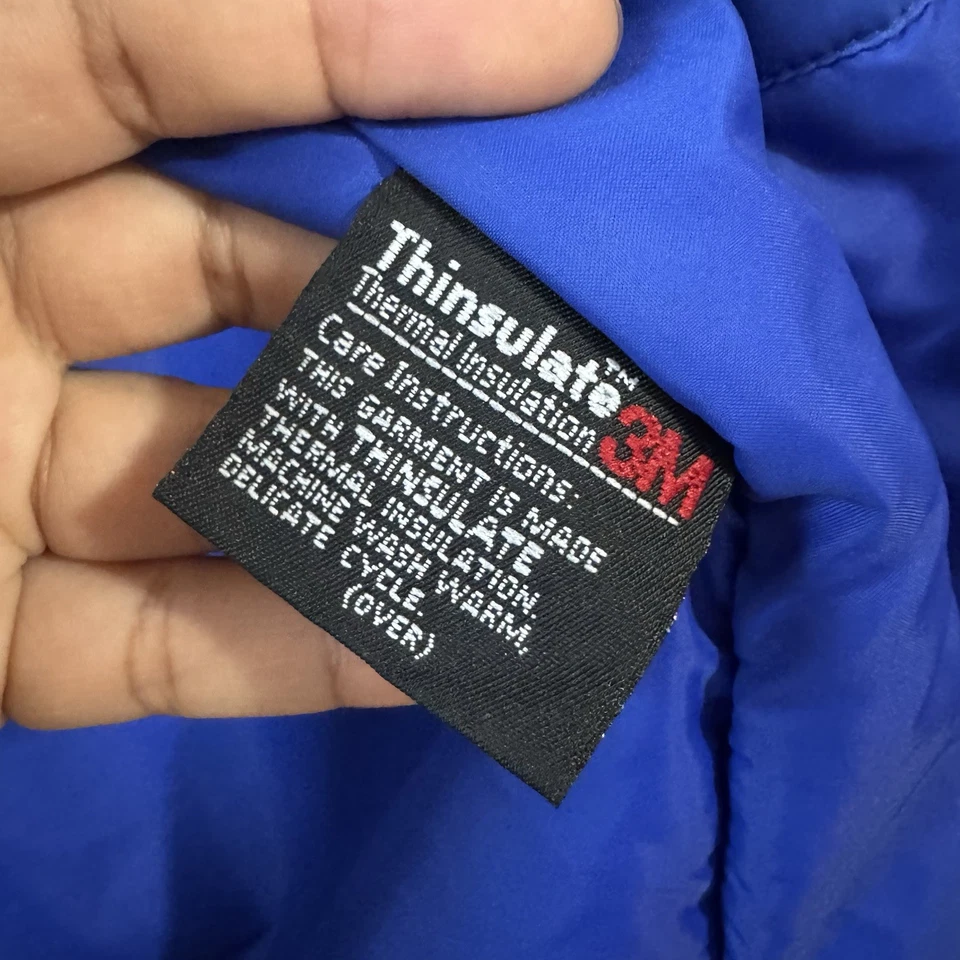 Thinsulate™
Thermal Insulation 3M
Care Instructions:
THIS GARMENT IS MADE
WITH THINSULATE
THERMAL INSULATION.
MACHINE WASH WARM.
DELICATE CYCLE.
(OVER)